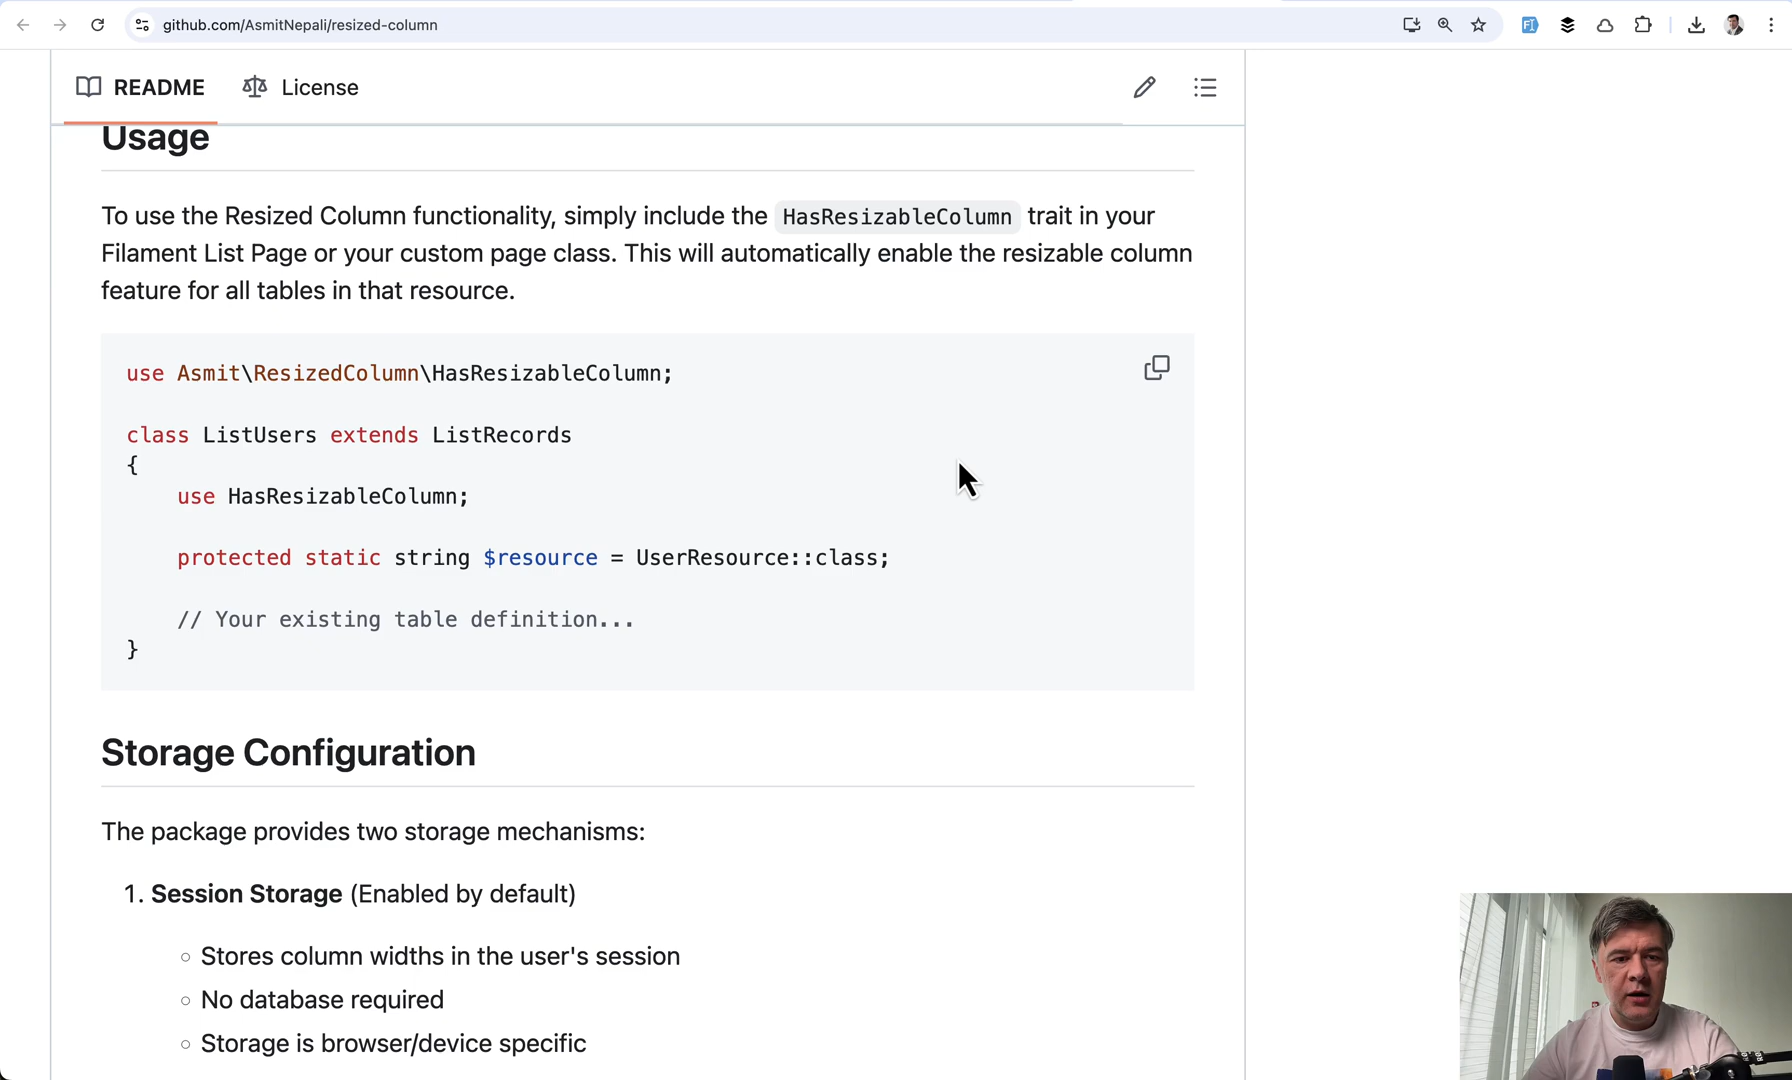 github.com/AsmitNepali/resized-column
README
License
Usage
To use the Resized Column functionality, simply include the HasResizableColumn trait in your
Filament List Page or your custom page class. This will automatically enable the resizable column
feature for all tables in that resource.
use Asmit\ResizedColumn\HasResizableColumn;
class ListUsers extends ListRecords
{
    use HasResizableColumn;
    protected static string $resource = UserResource::class;
    // Your existing table definition...
}
Storage Configuration
The package provides two storage mechanisms:
1. Session Storage (Enabled by default)
○ Stores column widths in the user's session
○ No database required
○ Storage is browser/device specific